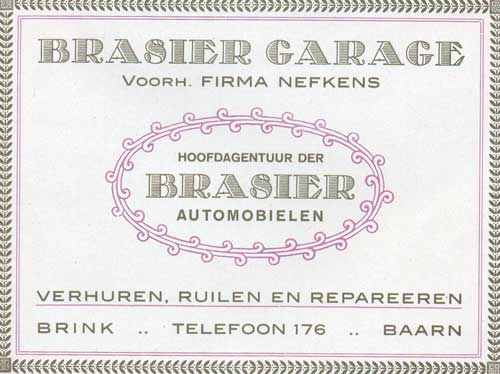 BRASIER GARAGE
VOORH. FIRMA NEFKENS
HOOFDAGENTUUR DER
BRASIER
AUTOMOBIELEN
VERHUREN, RUILEN EN REPAREEREN
BRINK .. TELEFOON 176 .. BAARN